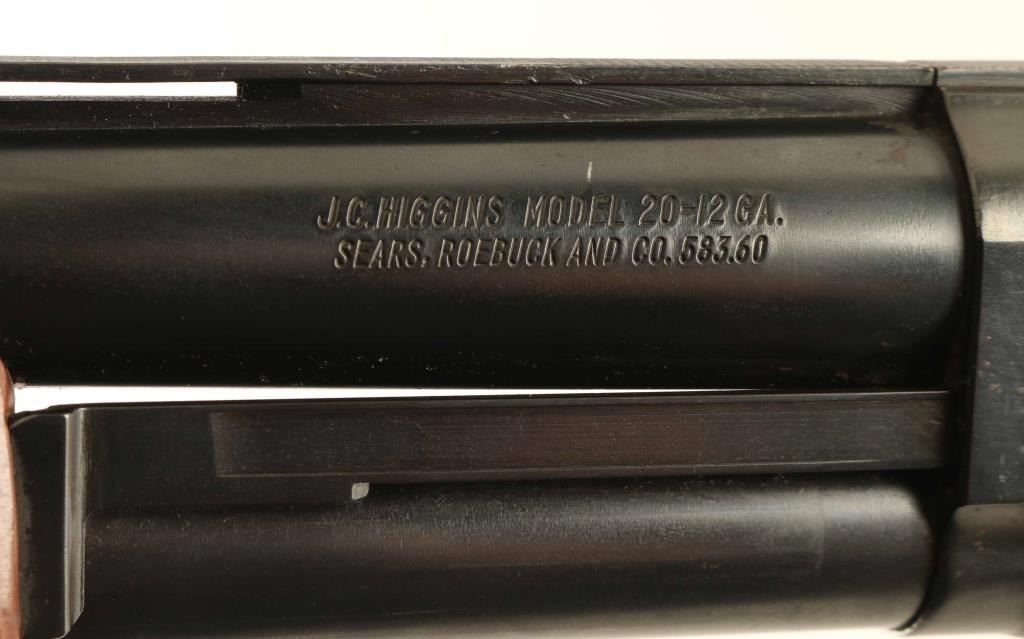 J.C. HIGGINS MODEL 20-12 GA.
SEARS, ROEBUCK AND CO. 583.60